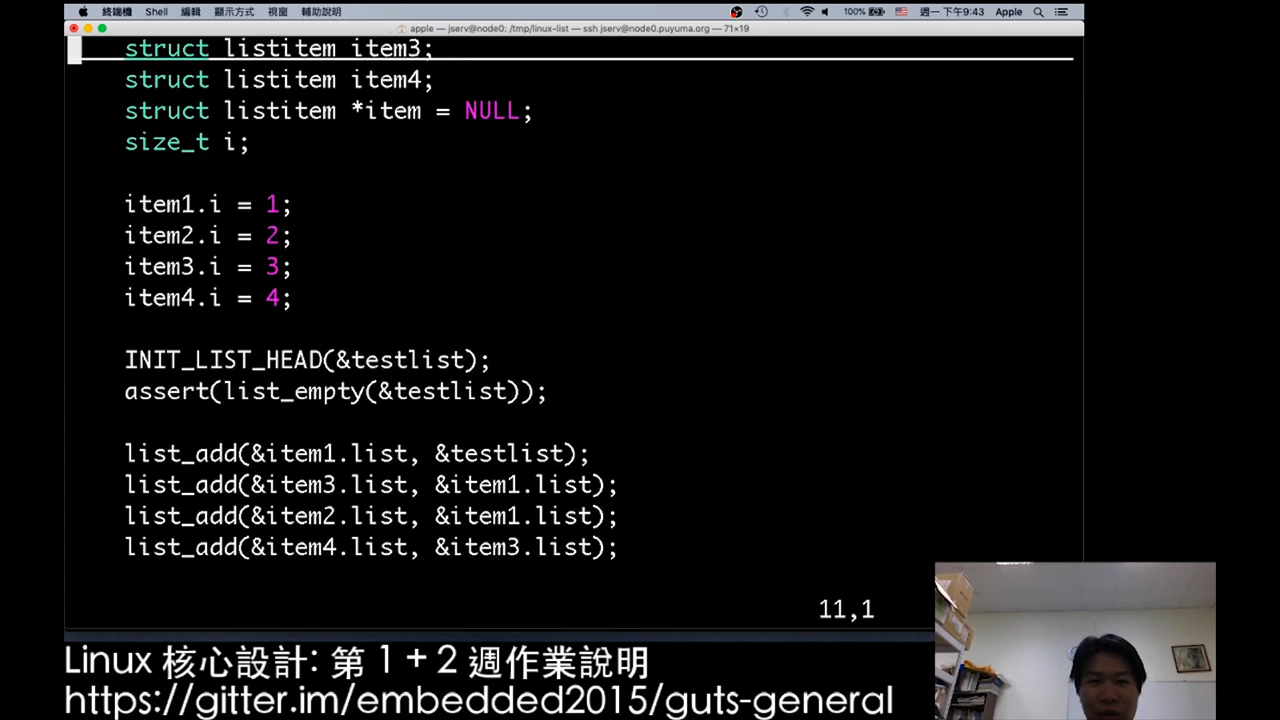 終端機 Shell 編輯 顯示方式 視窗 輔助說明 100% 週一 下午9:43 Apple
apple — jserv@node0: /tmp/linux-list — ssh jserv@node0.puyuma.org — 71×19
struct listitem item3;
struct listitem item4;
struct listitem *item = NULL;
size_t i;
item1.i = 1;
item2.i = 2;
item3.i = 3;
item4.i = 4;
INIT_LIST_HEAD(&testlist);
assert(list_empty(&testlist));
list_add(&item1.list, &testlist);
list_add(&item3.list, &item1.list);
list_add(&item2.list, &item1.list);
list_add(&item4.list, &item3.list);
11,1
Linux 核心設計: 第 1 + 2 週作業說明
https://gitter.im/embedded2015/guts-general